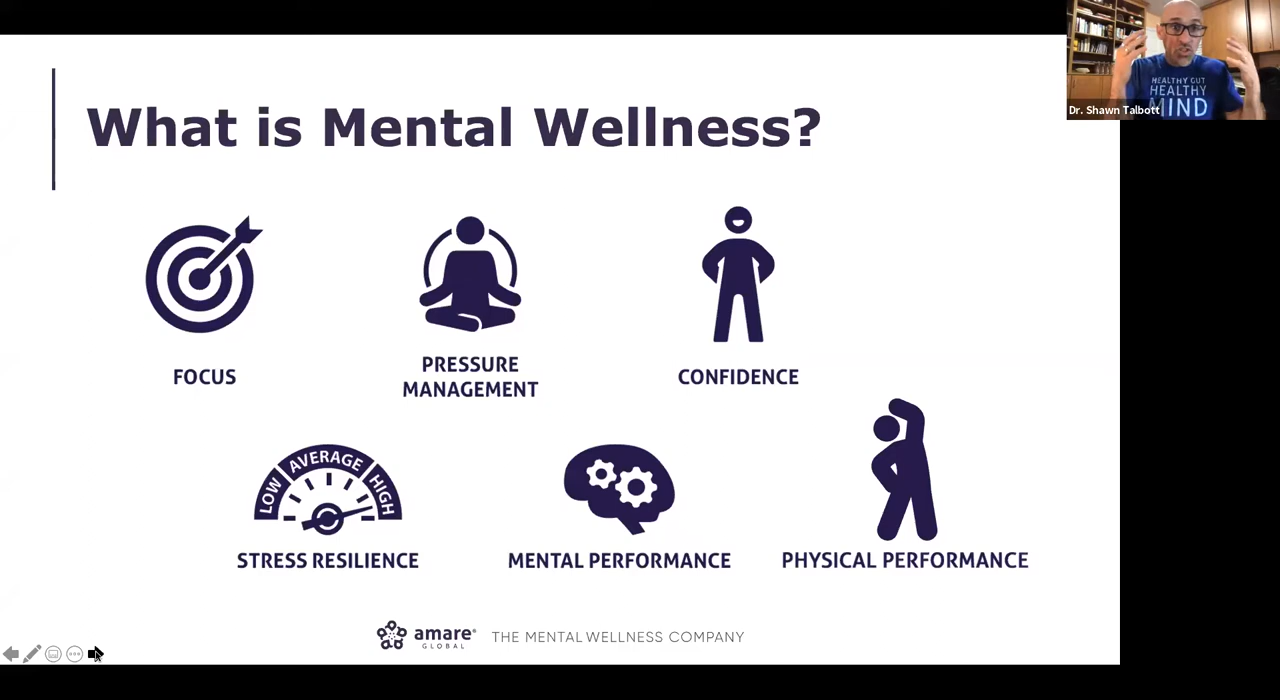 What is Mental Wellness?
HEALTHY GUT
HEALTHY
MIND
Dr. Shawn Talbott
FOCUS
PRESSURE
MANAGEMENT
CONFIDENCE
LOW AVERAGE HIGH
STRESS RESILIENCE
MENTAL PERFORMANCE
PHYSICAL PERFORMANCE
amare®
GLOBAL
THE MENTAL WELLNESS COMPANY